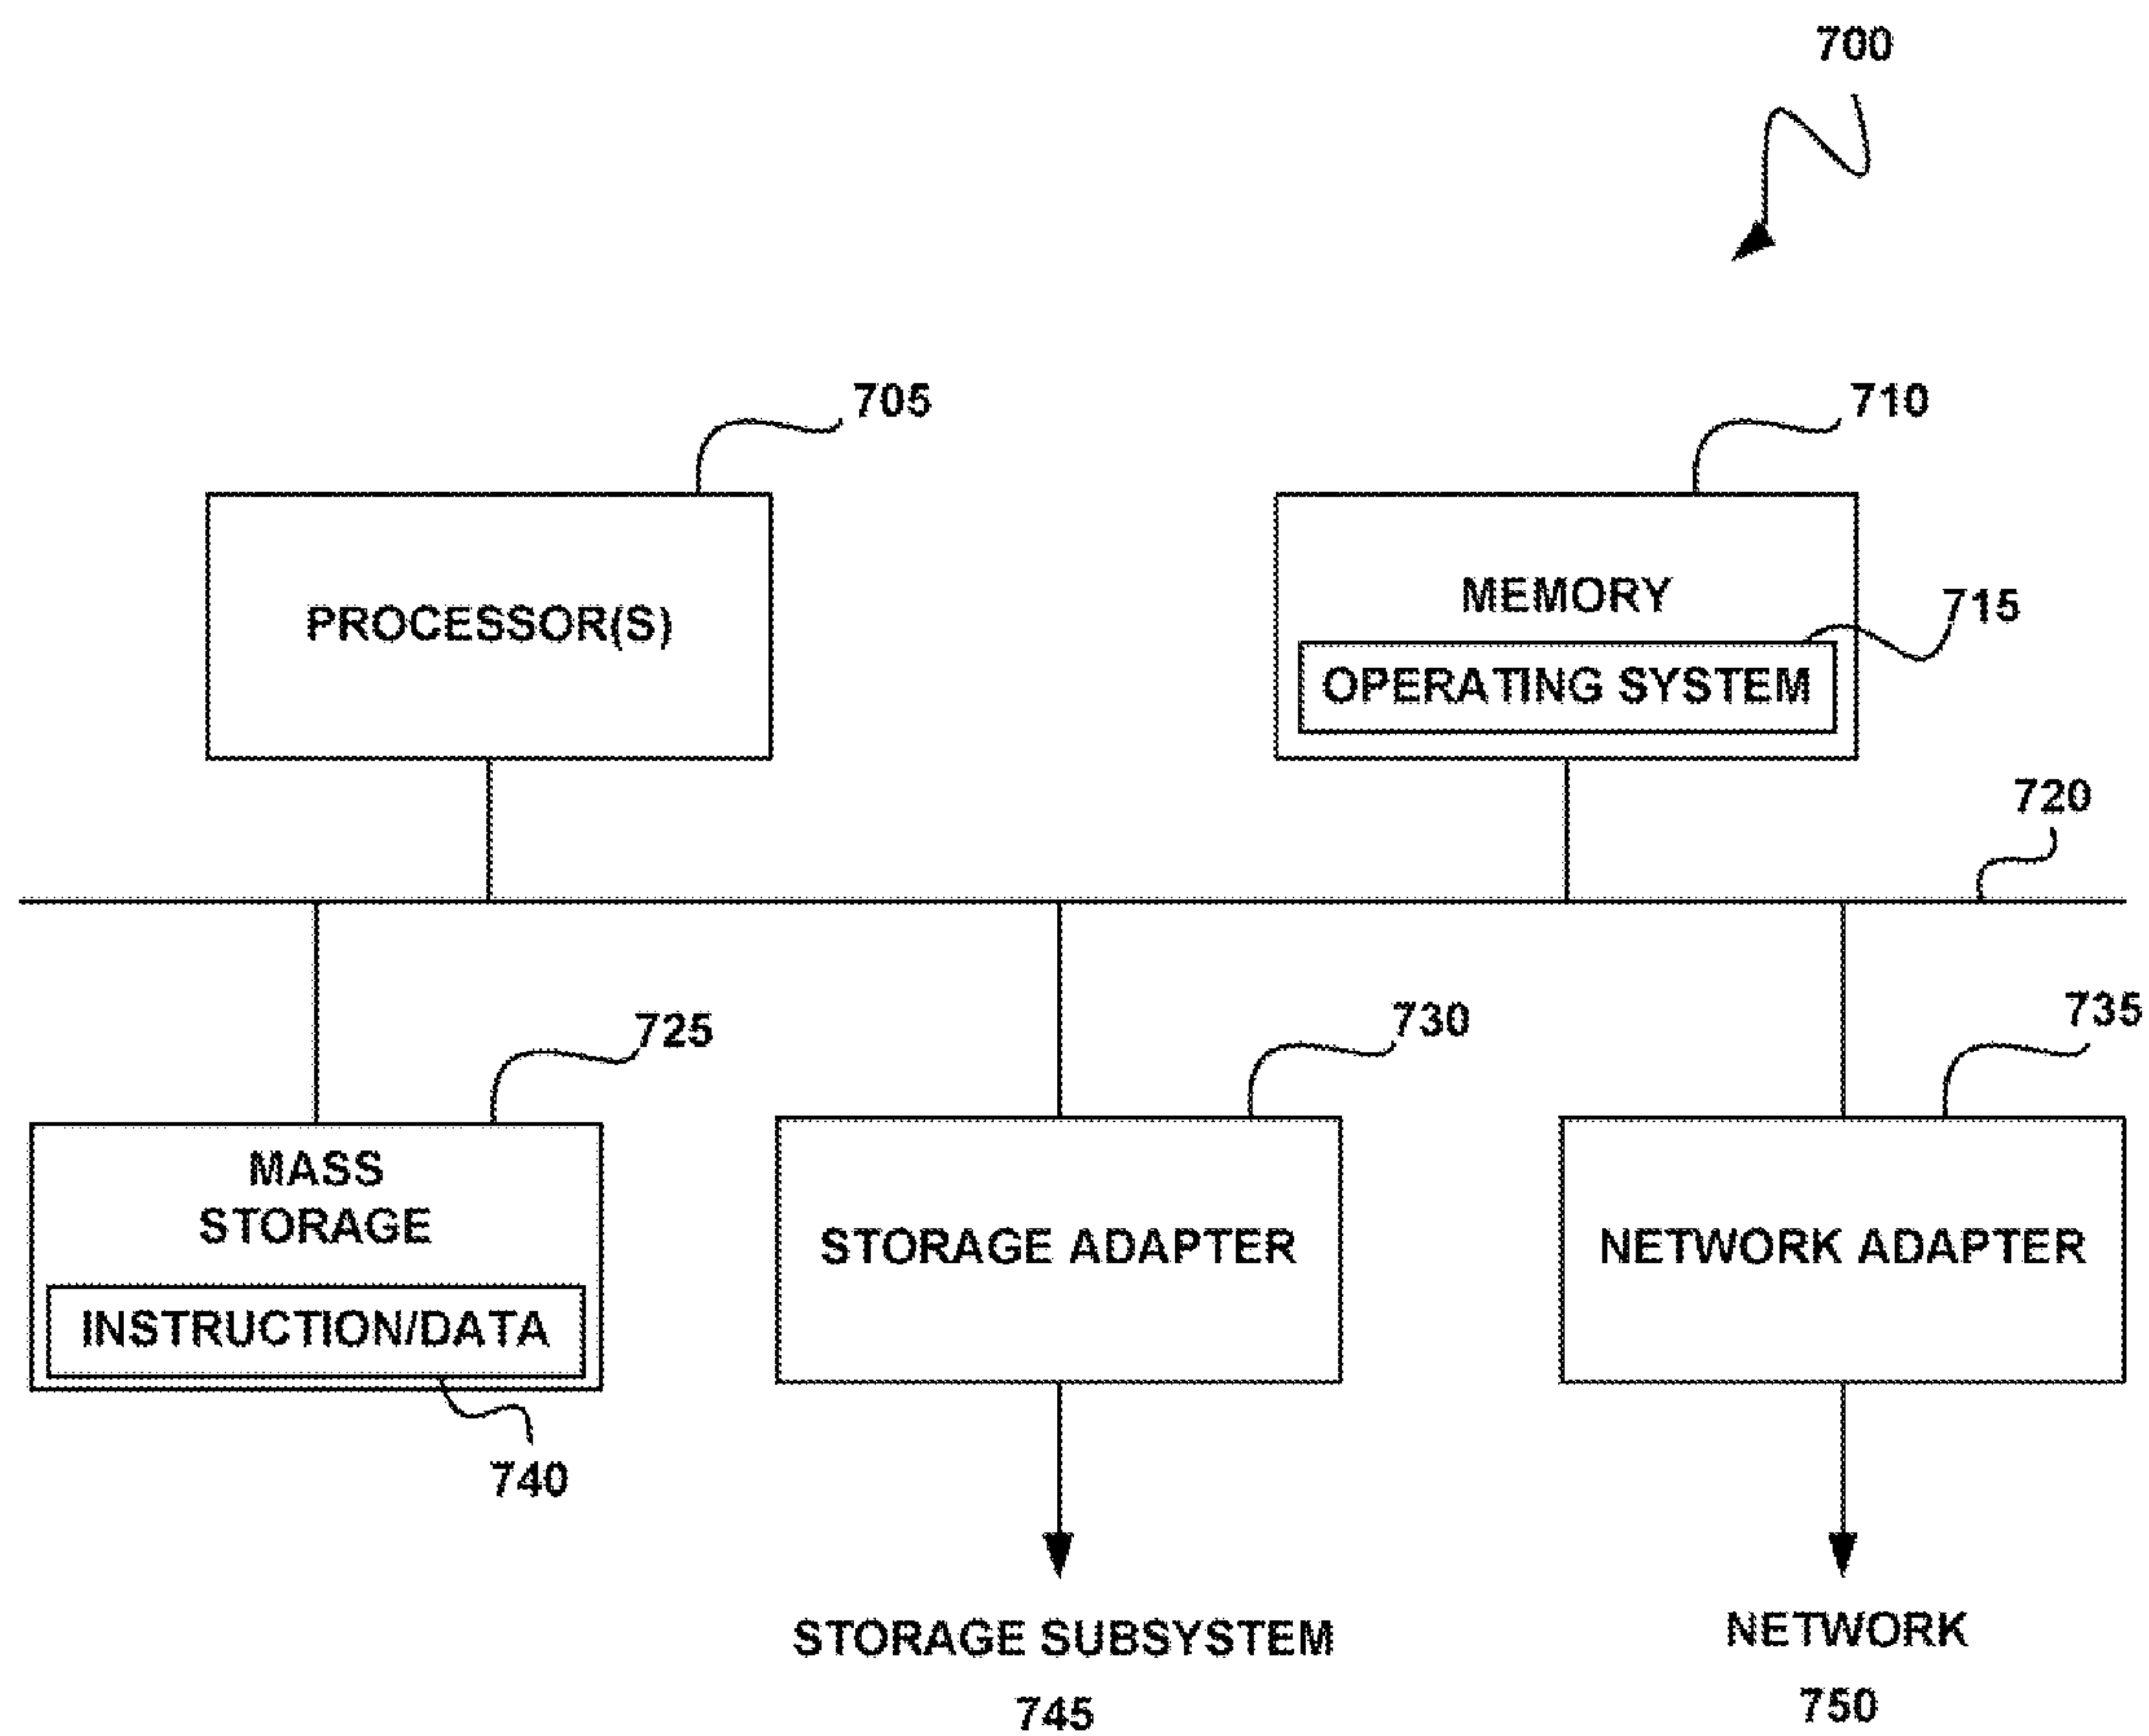 700
705
710
PROCESSOR(S)
MEMORY
715
OPERATING SYSTEM
720
725
730
735
MASS
STORAGE
STORAGE ADAPTER
NETWORK ADAPTER
INSTRUCTION/DATA
740
STORAGE SUBSYSTEM
745
NETWORK
750